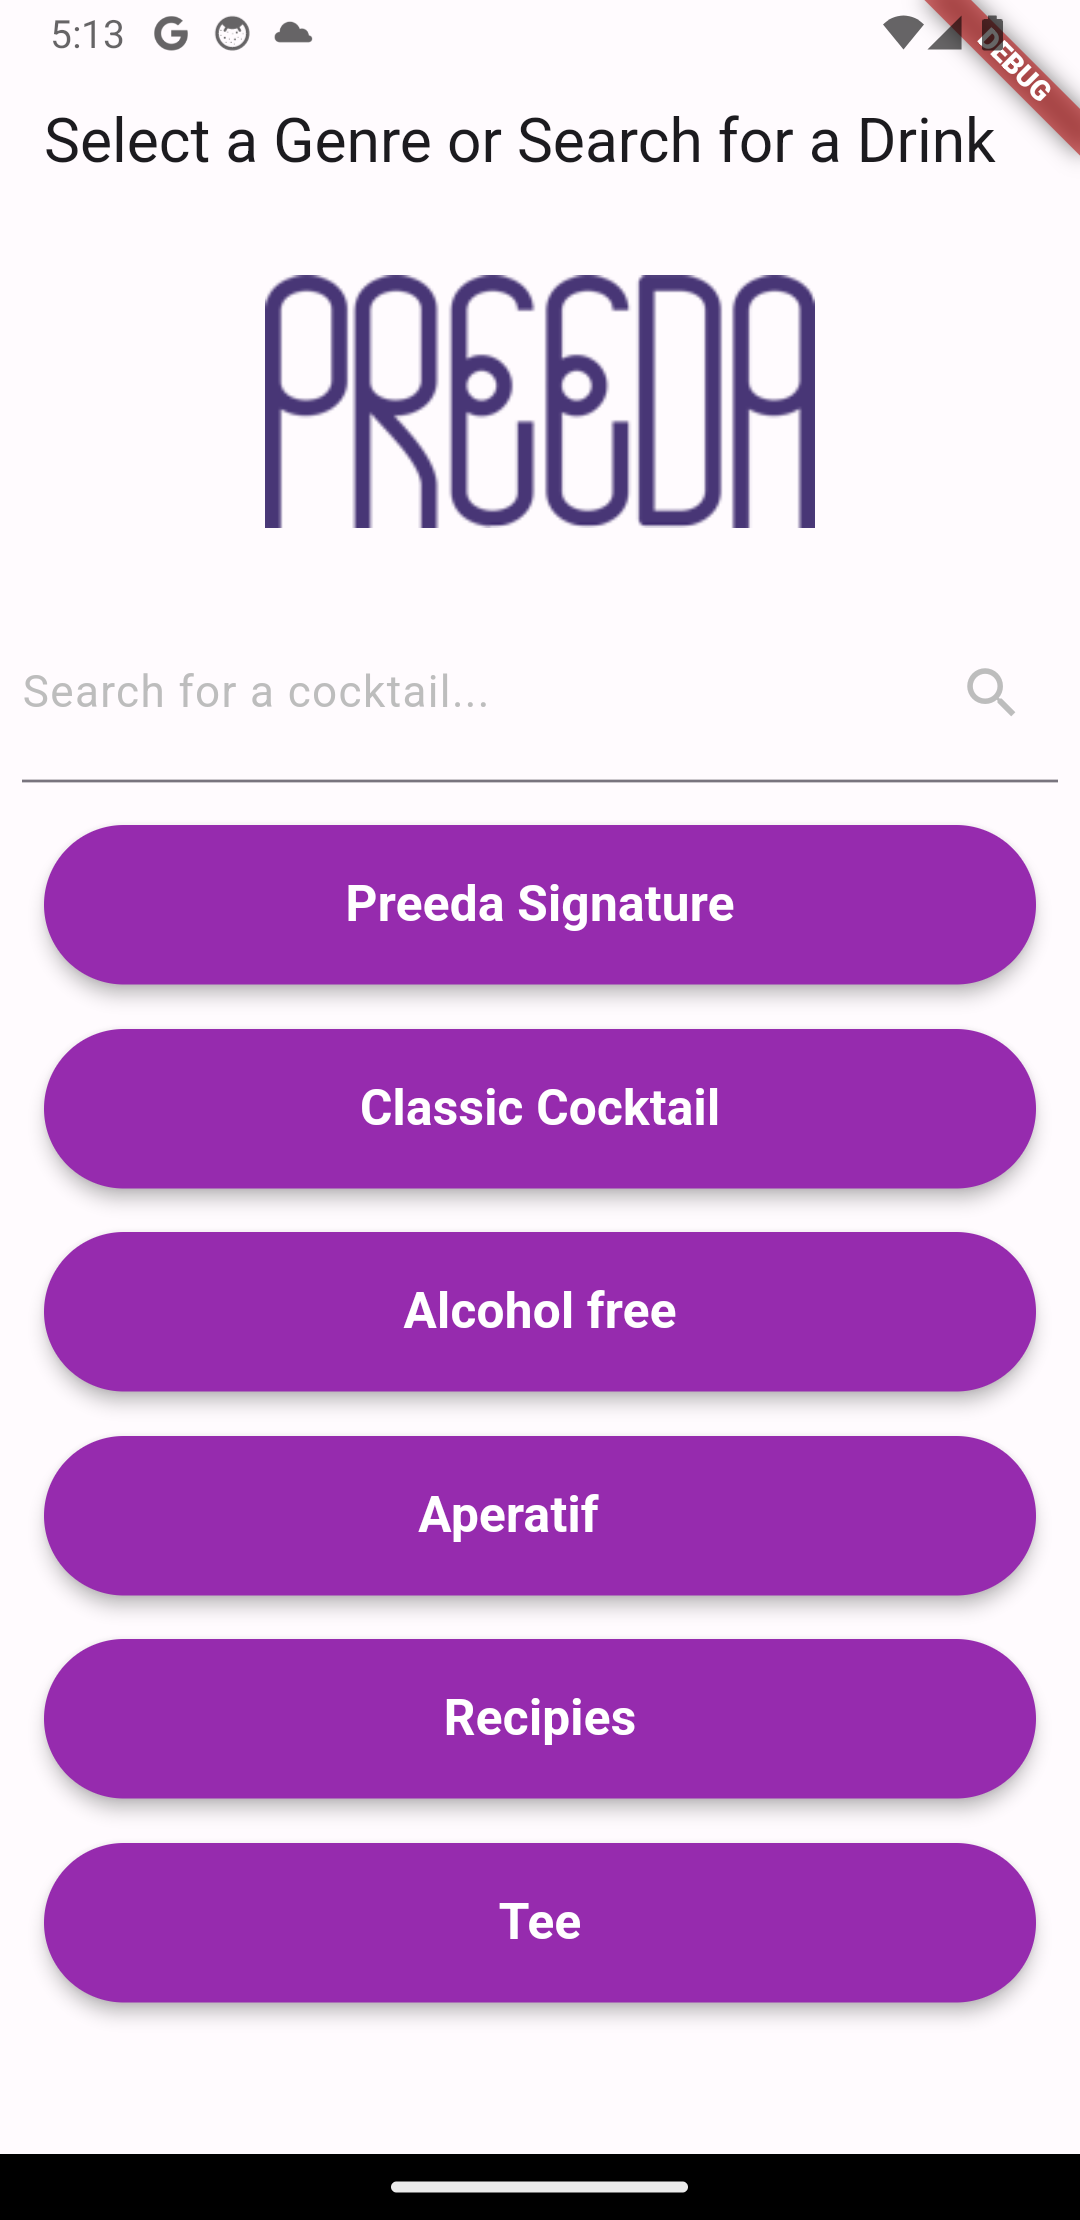 5:13
DEBUG
Select a Genre or Search for a Drink
PREEDA
Search for a cocktail...
Preeda Signature
Classic Cocktail
Alcohol free
Aperatif
Recipies
Tee